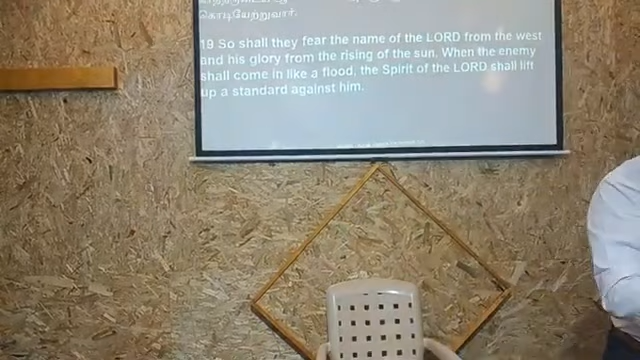 கொடியேற்றுவார்.
19 So shall they fear the name of the LORD from the west
and his glory from the rising of the sun. When the enemy
shall come in like a flood, the Spirit of the LORD shall lift
up a standard against him.